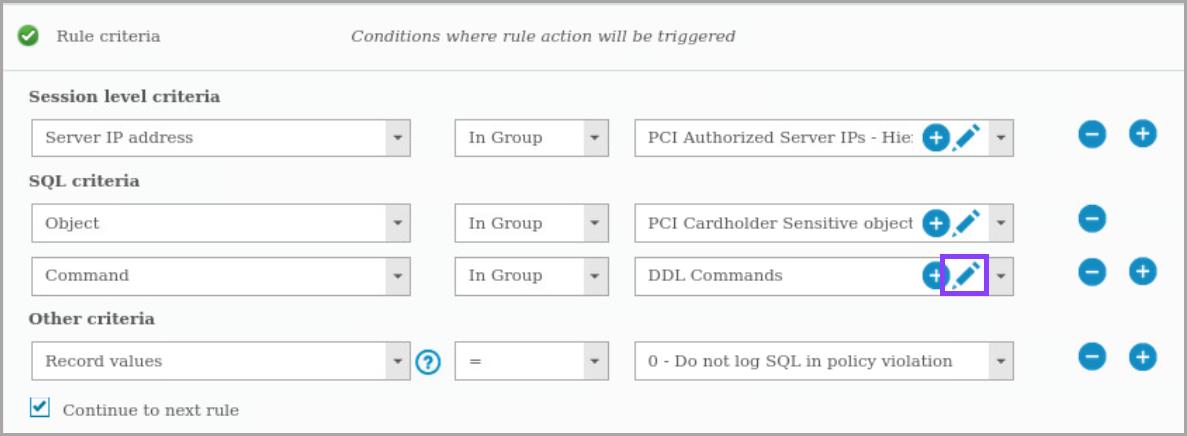 Rule criteria Conditions where rule action will be triggered
Session level criteria
Server IP address In Group PCI Authorized Server IPs - Hie
SQL criteria
Object In Group PCI Cardholder Sensitive object
Command In Group DDL Commands
Other criteria
Record values ? = 0 - Do not log SQL in policy violation
Continue to next rule